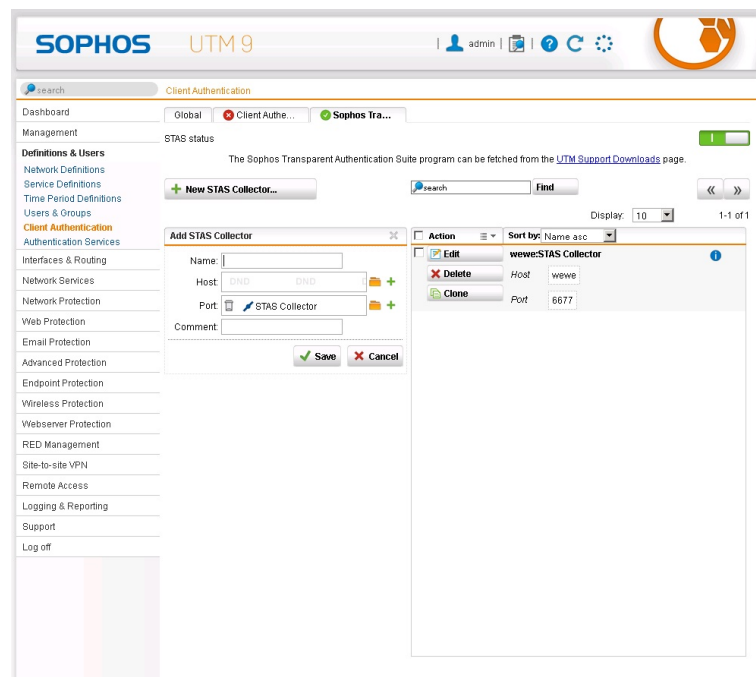 SOPHOS UTM 9
| admin | | ?
search
Client Authentication
Dashboard
Management
Definitions & Users
Network Definitions
Service Definitions
Time Period Definitions
Users & Groups
Client Authentication
Authentication Services
Interfaces & Routing
Network Services
Network Protection
Web Protection
Email Protection
Advanced Protection
Endpoint Protection
Wireless Protection
Webserver Protection
RED Management
Site-to-site VPN
Remote Access
Logging & Reporting
Support
Log off
Global Client Authe... Sophos Tra...
STAS status
The Sophos Transparent Authentication Suite program can be fetched from the UTM Support Downloads page.
+ New STAS Collector...
Add STAS Collector
Name:
Host: DND DND
Port: STAS Collector
Comment:
Save Cancel
search Find « »
Display: 10 1-1 of 1
Action Sort by: Name asc
Edit wewe:STAS Collector i
Delete Host wewe
Clone Port 6677